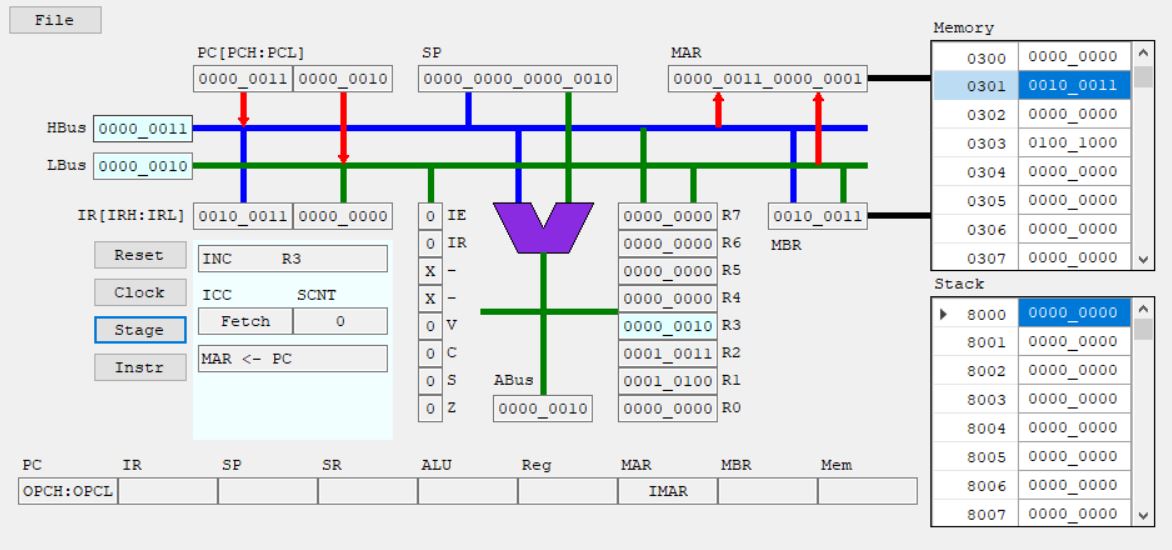 File
PC[PCH:PCL] SP MAR Memory
0000_0011 0000_0010 0000_0000_0000_0010 0000_0011_0000_0001
0300 0000_0000
0301 0010_0011
0302 0000_0000
0303 0100_1000
0304 0000_0000
0305 0000_0000
0306 0000_0000
0307 0000_0000
HBus 0000_0011
LBus 0000_0010
IR[IRH:IRL] 0010_0011 0000_0000
0 IE
0 IR
X -
X -
0 V
0 C
0 S
0 Z
0000_0000 R7
0000_0000 R6
0000_0000 R5
0000_0000 R4
0000_0010 R3
0001_0011 R2
0001_0100 R1
0000_0000 R0
0010_0011
MBR
Reset
Clock
Stage
Instr
INC R3
ICC SCNT
Fetch 0
MAR <- PC
ABus
0000_0010
Stack
8000 0000_0000
8001 0000_0000
8002 0000_0000
8003 0000_0000
8004 0000_0000
8005 0000_0000
8006 0000_0000
8007 0000_0000
PC IR SP SR ALU Reg MAR MBR Mem
OPCH:OPCL IMAR